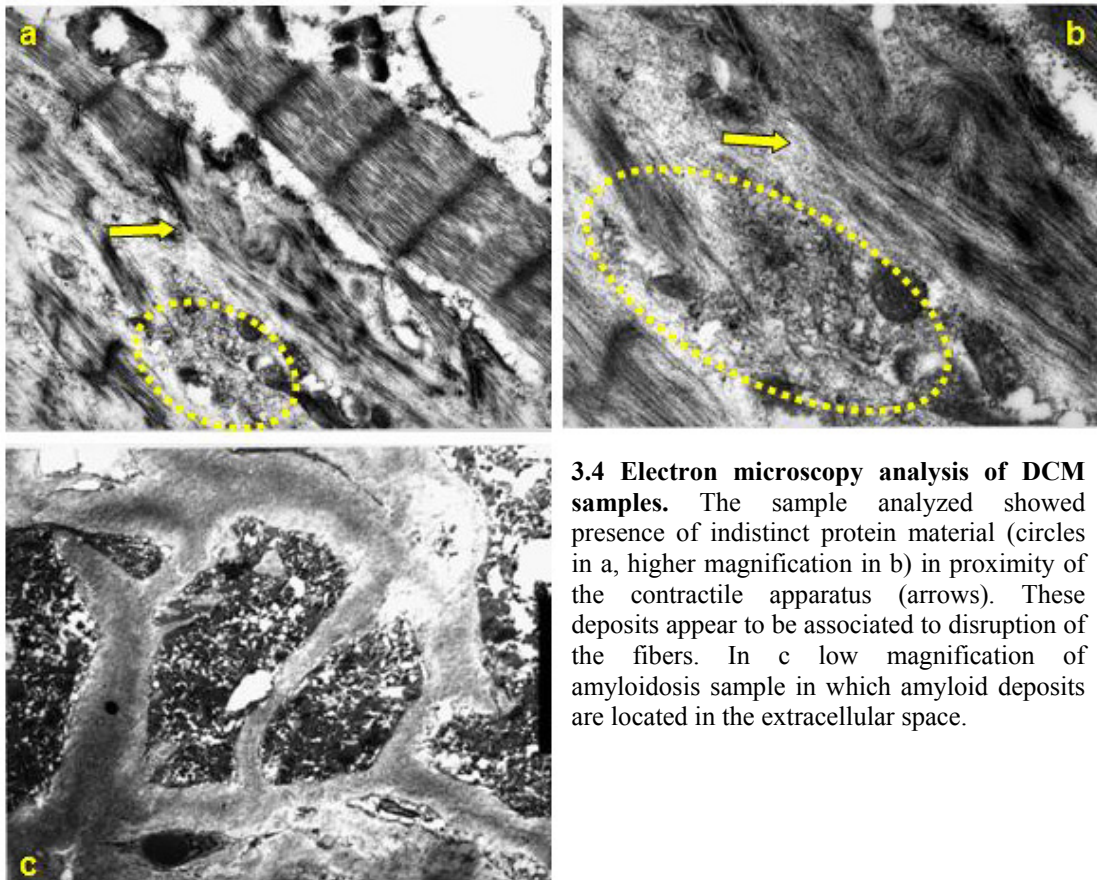 a
b
3.4 Electron microscopy analysis of DCM
samples. The sample analyzed showed
presence of indistinct protein material (circles
in a, higher magnification in b) in proximity of
the contractile apparatus (arrows). These
deposits appear to be associated to disruption of
the fibers. In c low magnification of
amyloidosis sample in which amyloid deposits
are located in the extracellular space.
c